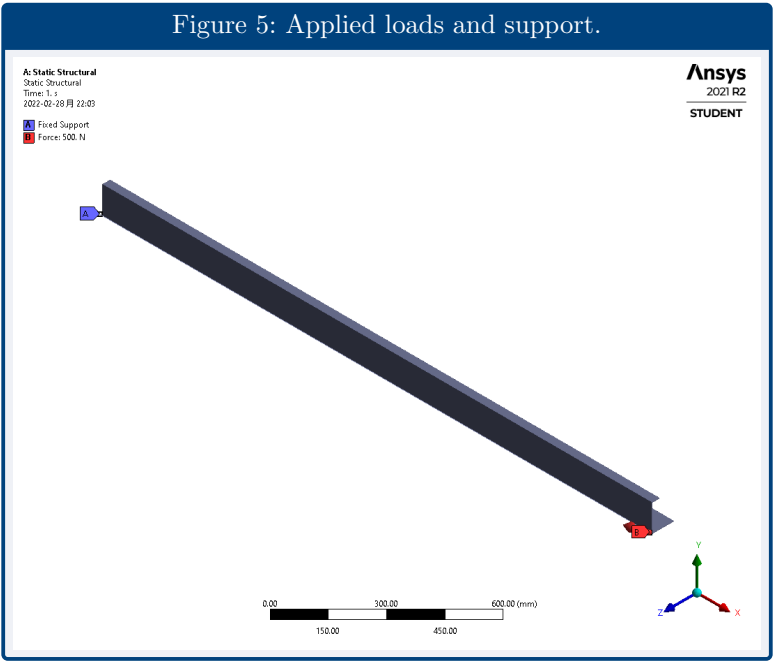 Figure 5: Applied loads and support.
A: Static Structural
Static Structural
Time: 1. s
2022-02-28 月 22:03
A Fixed Support
B Force: 500. N
Ansys
2021 R2
STUDENT
A
B
Y
Z
X
0.00 300.00 600.00 (mm)
150.00 450.00